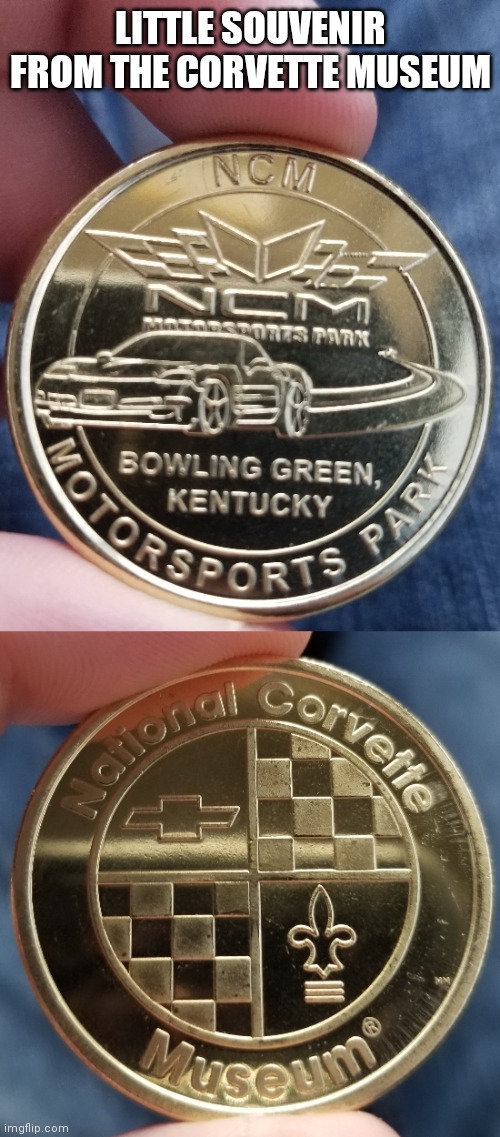 LITTLE SOUVENIR
FROM THE CORVETTE MUSEUM
NCM
NCM
MOTORSPORTS PARK
BOWLING GREEN,
KENTUCKY
MOTORSPORTS PARK
National Corvette
Museum®
MM
imgflip.com